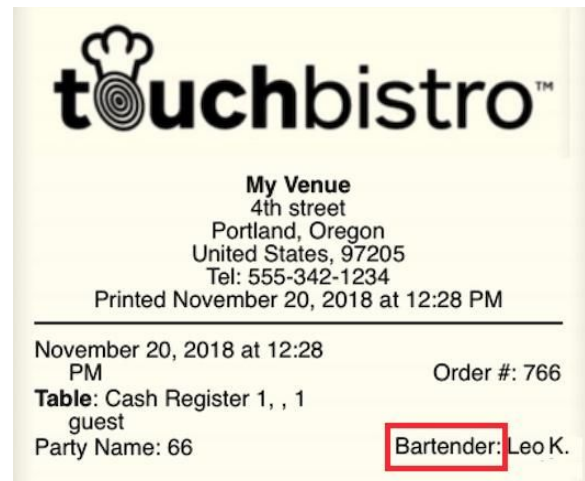 touchbistro™
My Venue
4th street
Portland, Oregon
United States, 97205
Tel: 555-342-1234
Printed November 20, 2018 at 12:28 PM
November 20, 2018 at 12:28
PM
Order #: 766
Table: Cash Register 1, , 1
guest
Party Name: 66
Bartender: Leo K.